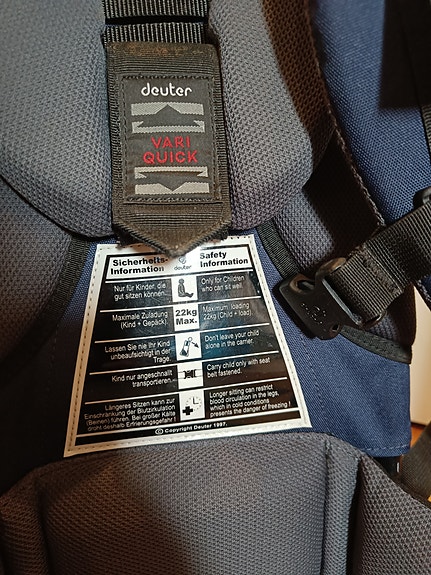 deuter
VARI
QUICK
Sicherheits-
Information
deuter
Safety
Information
Nur für Kinder, die
gut sitzen können.
Only for Children
who can sit well.
Maximale Zuladung
(Kind + Gepäck).
22kg
Max.
Maximum loading
22kg (Child + load).
Lassen Sie nie Ihr Kind
unbeaufsichtigt in der
Trage.
Don't leave your child
alone in the carrier.
Kind nur angeschnallt
transportieren.
Carry child only with seat
belt fastened.
Längeres Sitzen kann zur
Einschränkung der Blutzirkulation
(Beinen) führen. Bei großer Kälte
droht deshalb Erfrierungsgefahr !
Longer sitting can restrict
blood circulation in the legs,
which in cold conditions
presents the danger of freezing !
© Copyright Deuter 1997.